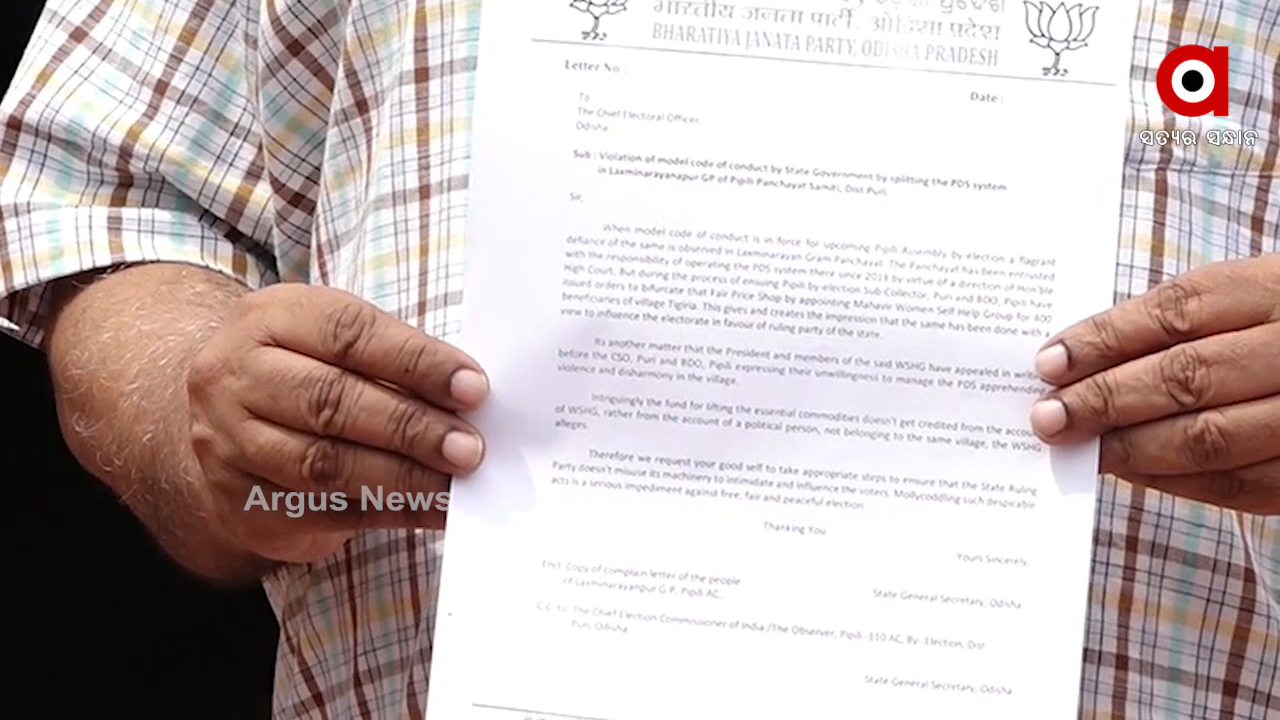 ପ୍ରଦେଶ
भारतीय जनता पार्टी, ओडिशा प्रदेश
BHARATIYA JANATA PARTY, ODISHA PRADESH
Letter No :
Date :
To
The Chief Electoral Officer,
Odisha
Sub : Violation of model code of conduct by State Government by splitting the PDS system
in Laxminarayanapur GP of Pipili Panchayat Samiti, Dist Puri.
Sir,
When model code of conduct is in force for upcoming Pipili Assembly by election a flagrant
defiance of the same is observed in Laxminarayan Gram Panchayat. The Panchayat has been entrusted
with the responsibility of operating the PDS system there since 2018 by virtue of a direction of Hon'ble
High Court. But during the process of ensuing Pipili by-election Sub Collector, Puri and BDO, Pipili have
issued orders to bifurcate that Fair Price Shop by appointing Mahavir Women Self Help Group for 400
beneficiaries of village Tigiria. This gives and creates the impression that the same has been done with a
view to influence the electorate in favour of ruling party of the state.
Its another matter that the President and members of the said WSHG have appealed in writing
before the CSO, Puri and BDO, Pipili expressing their unwillingness to manage the PDS apprehending
violence and disharmony in the village.
Intriguingly the fund for lifting the essential commodities doesn't get credited from the accou
of WSHG, rather from the account of a political person, not belonging to the same village, the WSHG
alleges.
Therefore we request your good self to take appropriate steps to ensure that the State Ruling
Party doesn't misuse its machinery to intimidate and influence the voters. Mollycoddling such despicable
acts is a serious impediment against free, fair and peaceful election.
Thanking You.
Yours Sincerely,
Encl: Copy of complain letter of the people
of Laxminarayanpur G.P, Pipili AC.
State General Secretary, Odisha
C.C. to: The Chief Election Commissioner of India /The Observer, Pipili -110 AC, By- Election, Dist
Puri, Odisha
State General Secretary, Odisha
a
ସତ୍ୟର ସନ୍ଧାନ
Argus News